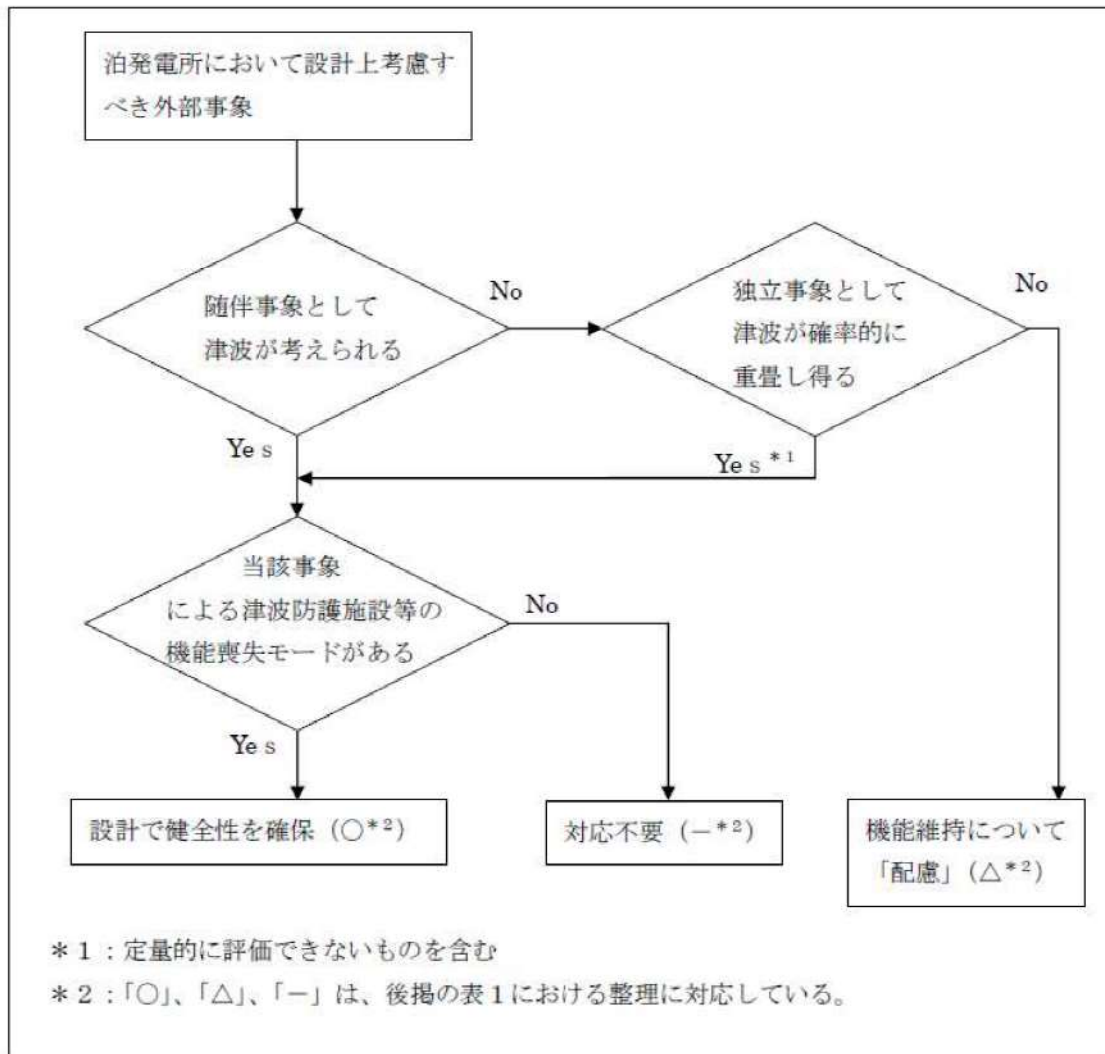 泊発電所において設計上考慮す
べき外部事象
随伴事象として
津波が考えられる
No
独立事象として
津波が確率的に
重畳し得る
No
Yes
Yes*1
当該事象
による津波防護施設等の
機能喪失モードがある
No
Yes
設計で健全性を確保（○*2）
対応不要（－*2）
機能維持について
「配慮」（△*2）
＊1：定量的に評価できないものを含む
＊2：「○」、「△」、「－」は、後掲の表1における整理に対応している。